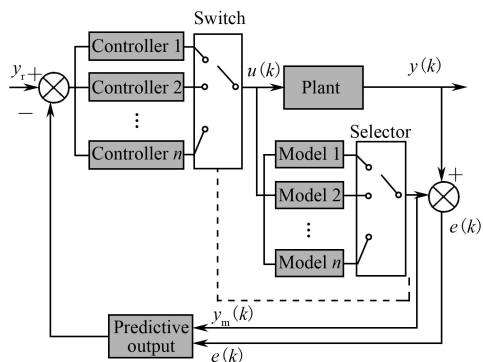 Switch
Controller 1
y_r +
−
Controller 2
⋮
Controller n
u(k)
Plant
y(k)
Selector
Model 1
Model 2
⋮
Model n
+
e(k)
Predictive
output
y_m(k)
e(k)